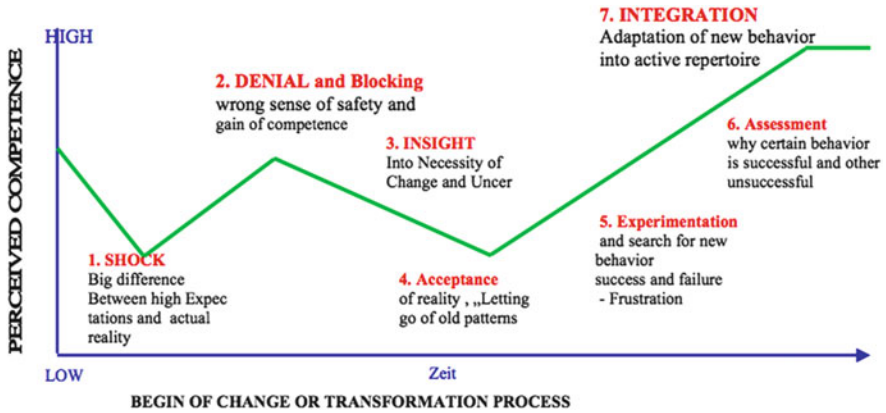 PERCEIVED COMPETENCE
HIGH
1. SHOCK
Big difference
Between high Expec
tations and actual
reality
2. DENIAL and Blocking
wrong sense of safety and
gain of competence
3. INSIGHT
Into Necessity of
Change and Uncer
4. Acceptance
of reality , „Letting
go of old patterns
5. Experimentation
and search for new
behavior
success and failure
- Frustration
6. Assessment
why certain behavior
is successful and other
unsuccessful
7. INTEGRATION
Adaptation of new behavior
into active repertoire
LOW
Zeit
BEGIN OF CHANGE OR TRANSFORMATION PROCESS